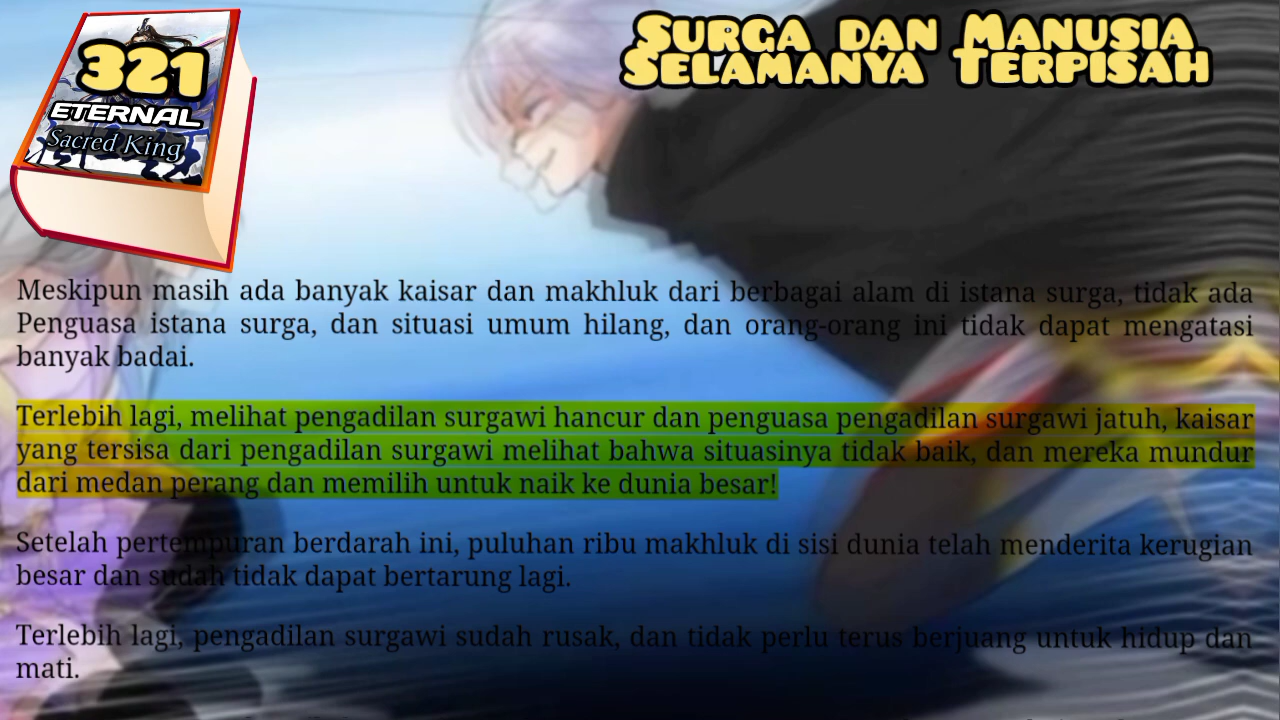 321
ETERNAL
Sacred King
SURGA DAN MANUSIA
SELAMANYA TERPISAH
Meskipun masih ada banyak kaisar dan makhluk dari berbagai alam di istana surga, tidak ada
Penguasa istana surga, dan situasi umum hilang, dan orang-orang ini tidak dapat mengatasi
banyak badai.
Terlebih lagi, melihat pengadilan surgawi hancur dan penguasa pengadilan surgawi jatuh, kaisar
yang tersisa dari pengadilan surgawi melihat bahwa situasinya tidak baik, dan mereka mundur
dari medan perang dan memilih untuk naik ke dunia besar!
Setelah pertempuran berdarah ini, puluhan ribu makhluk di sisi dunia telah menderita kerugian
besar dan sudah tidak dapat bertarung lagi.
Terlebih lagi, pengadilan surgawi sudah rusak, dan tidak perlu terus berjuang untuk hidup dan
mati.